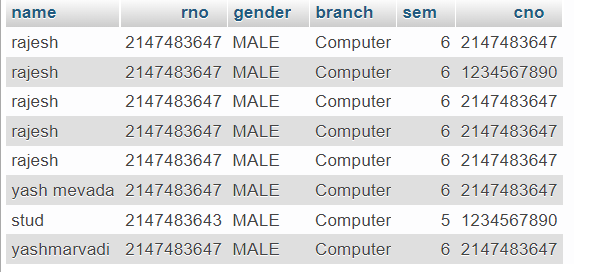 name rno gender branch sem cno
rajesh 2147483647 MALE Computer 6 2147483647
rajesh 2147483647 MALE Computer 6 1234567890
rajesh 2147483647 MALE Computer 6 2147483647
rajesh 2147483647 MALE Computer 6 2147483647
rajesh 2147483647 MALE Computer 6 2147483647
yash mevada 2147483647 MALE Computer 6 2147483647
stud 2147483643 MALE Computer 5 1234567890
yashmarvadi 2147483647 MALE Computer 6 2147483647